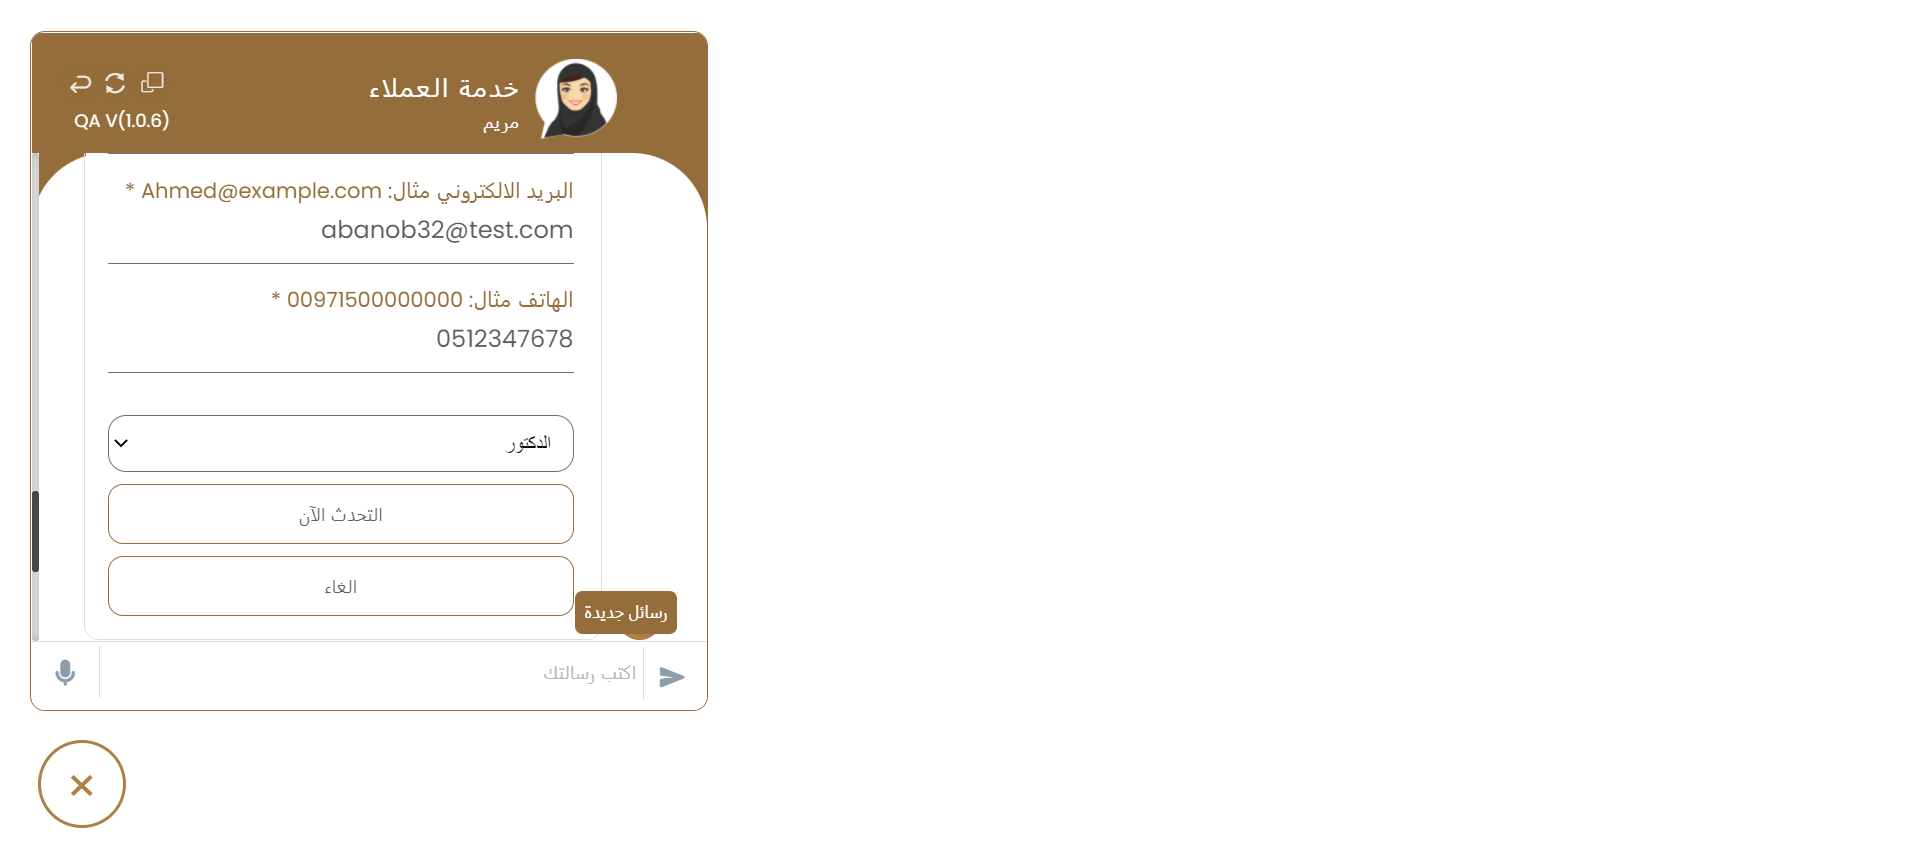 خدمة العملاء
مريم
QA V(1.0.6)
البريد الالكتروني مثال: Ahmed@example.com *
abanob32@test.com
الهاتف مثال: 00971500000000 *
0512347678
الدكتور
التحدث الآن
الغاء
رسائل جديدة
اكتب رسالتك